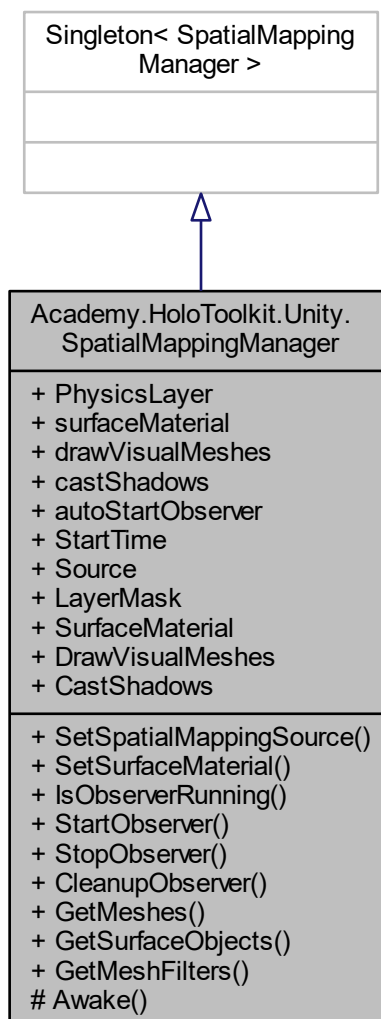 Singleton< SpatialMapping
Manager >
Academy.HoloToolkit.Unity.
SpatialMappingManager
+ PhysicsLayer
+ surfaceMaterial
+ drawVisualMeshes
+ castShadows
+ autoStartObserver
+ StartTime
+ Source
+ LayerMask
+ SurfaceMaterial
+ DrawVisualMeshes
+ CastShadows
+ SetSpatialMappingSource()
+ SetSurfaceMaterial()
+ IsObserverRunning()
+ StartObserver()
+ StopObserver()
+ CleanupObserver()
+ GetMeshes()
+ GetSurfaceObjects()
+ GetMeshFilters()
# Awake()